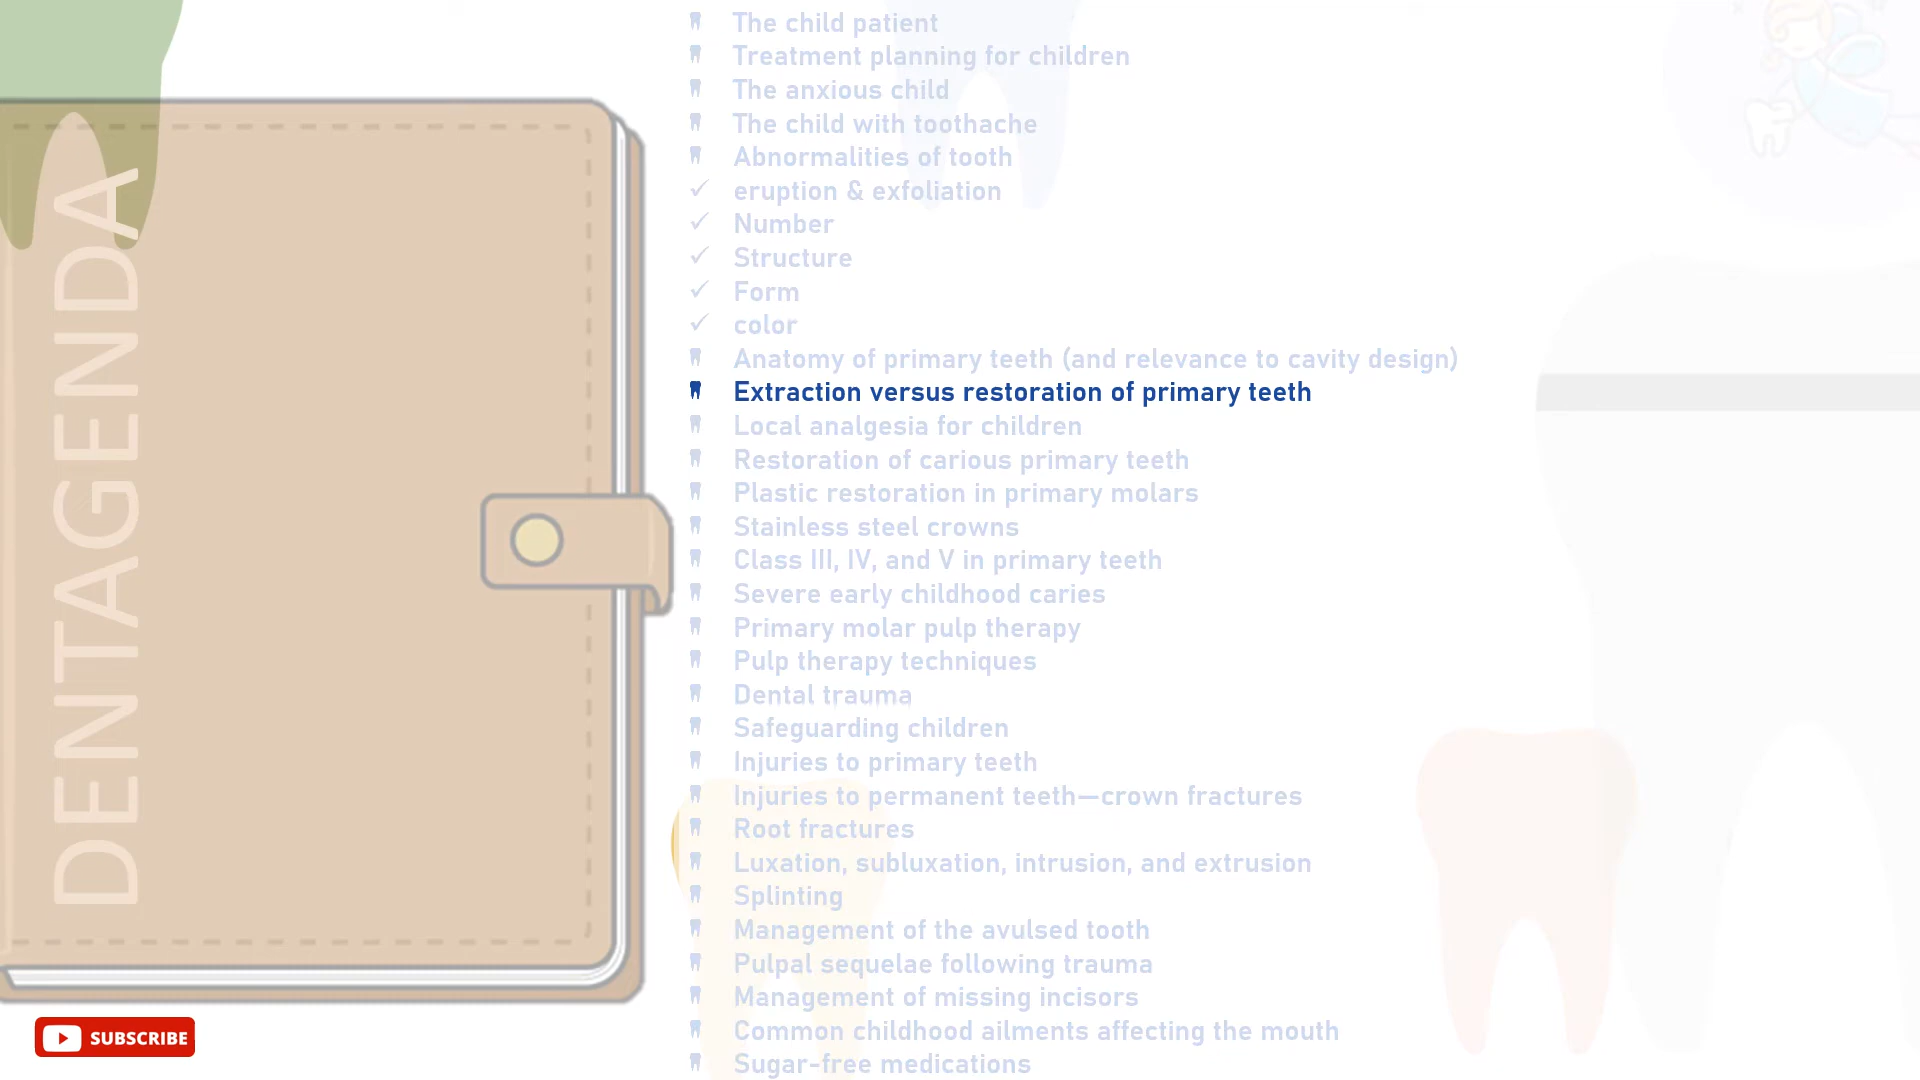 DENTAGENDA
The child patient
Treatment planning for children
The anxious child
The child with toothache
Abnormalities of tooth
✓ eruption & exfoliation
✓ Number
✓ Structure
✓ Form
✓ color
Anatomy of primary teeth (and relevance to cavity design)
Extraction versus restoration of primary teeth
Local analgesia for children
Restoration of carious primary teeth
Plastic restoration in primary molars
Stainless steel crowns
Class III, IV, and V in primary teeth
Severe early childhood caries
Primary molar pulp therapy
Pulp therapy techniques
Dental trauma
Safeguarding children
Injuries to primary teeth
Injuries to permanent teeth—crown fractures
Root fractures
Luxation, subluxation, intrusion, and extrusion
Splinting
Management of the avulsed tooth
Pulpal sequelae following trauma
Management of missing incisors
Common childhood ailments affecting the mouth
Sugar-free medications
SUBSCRIBE